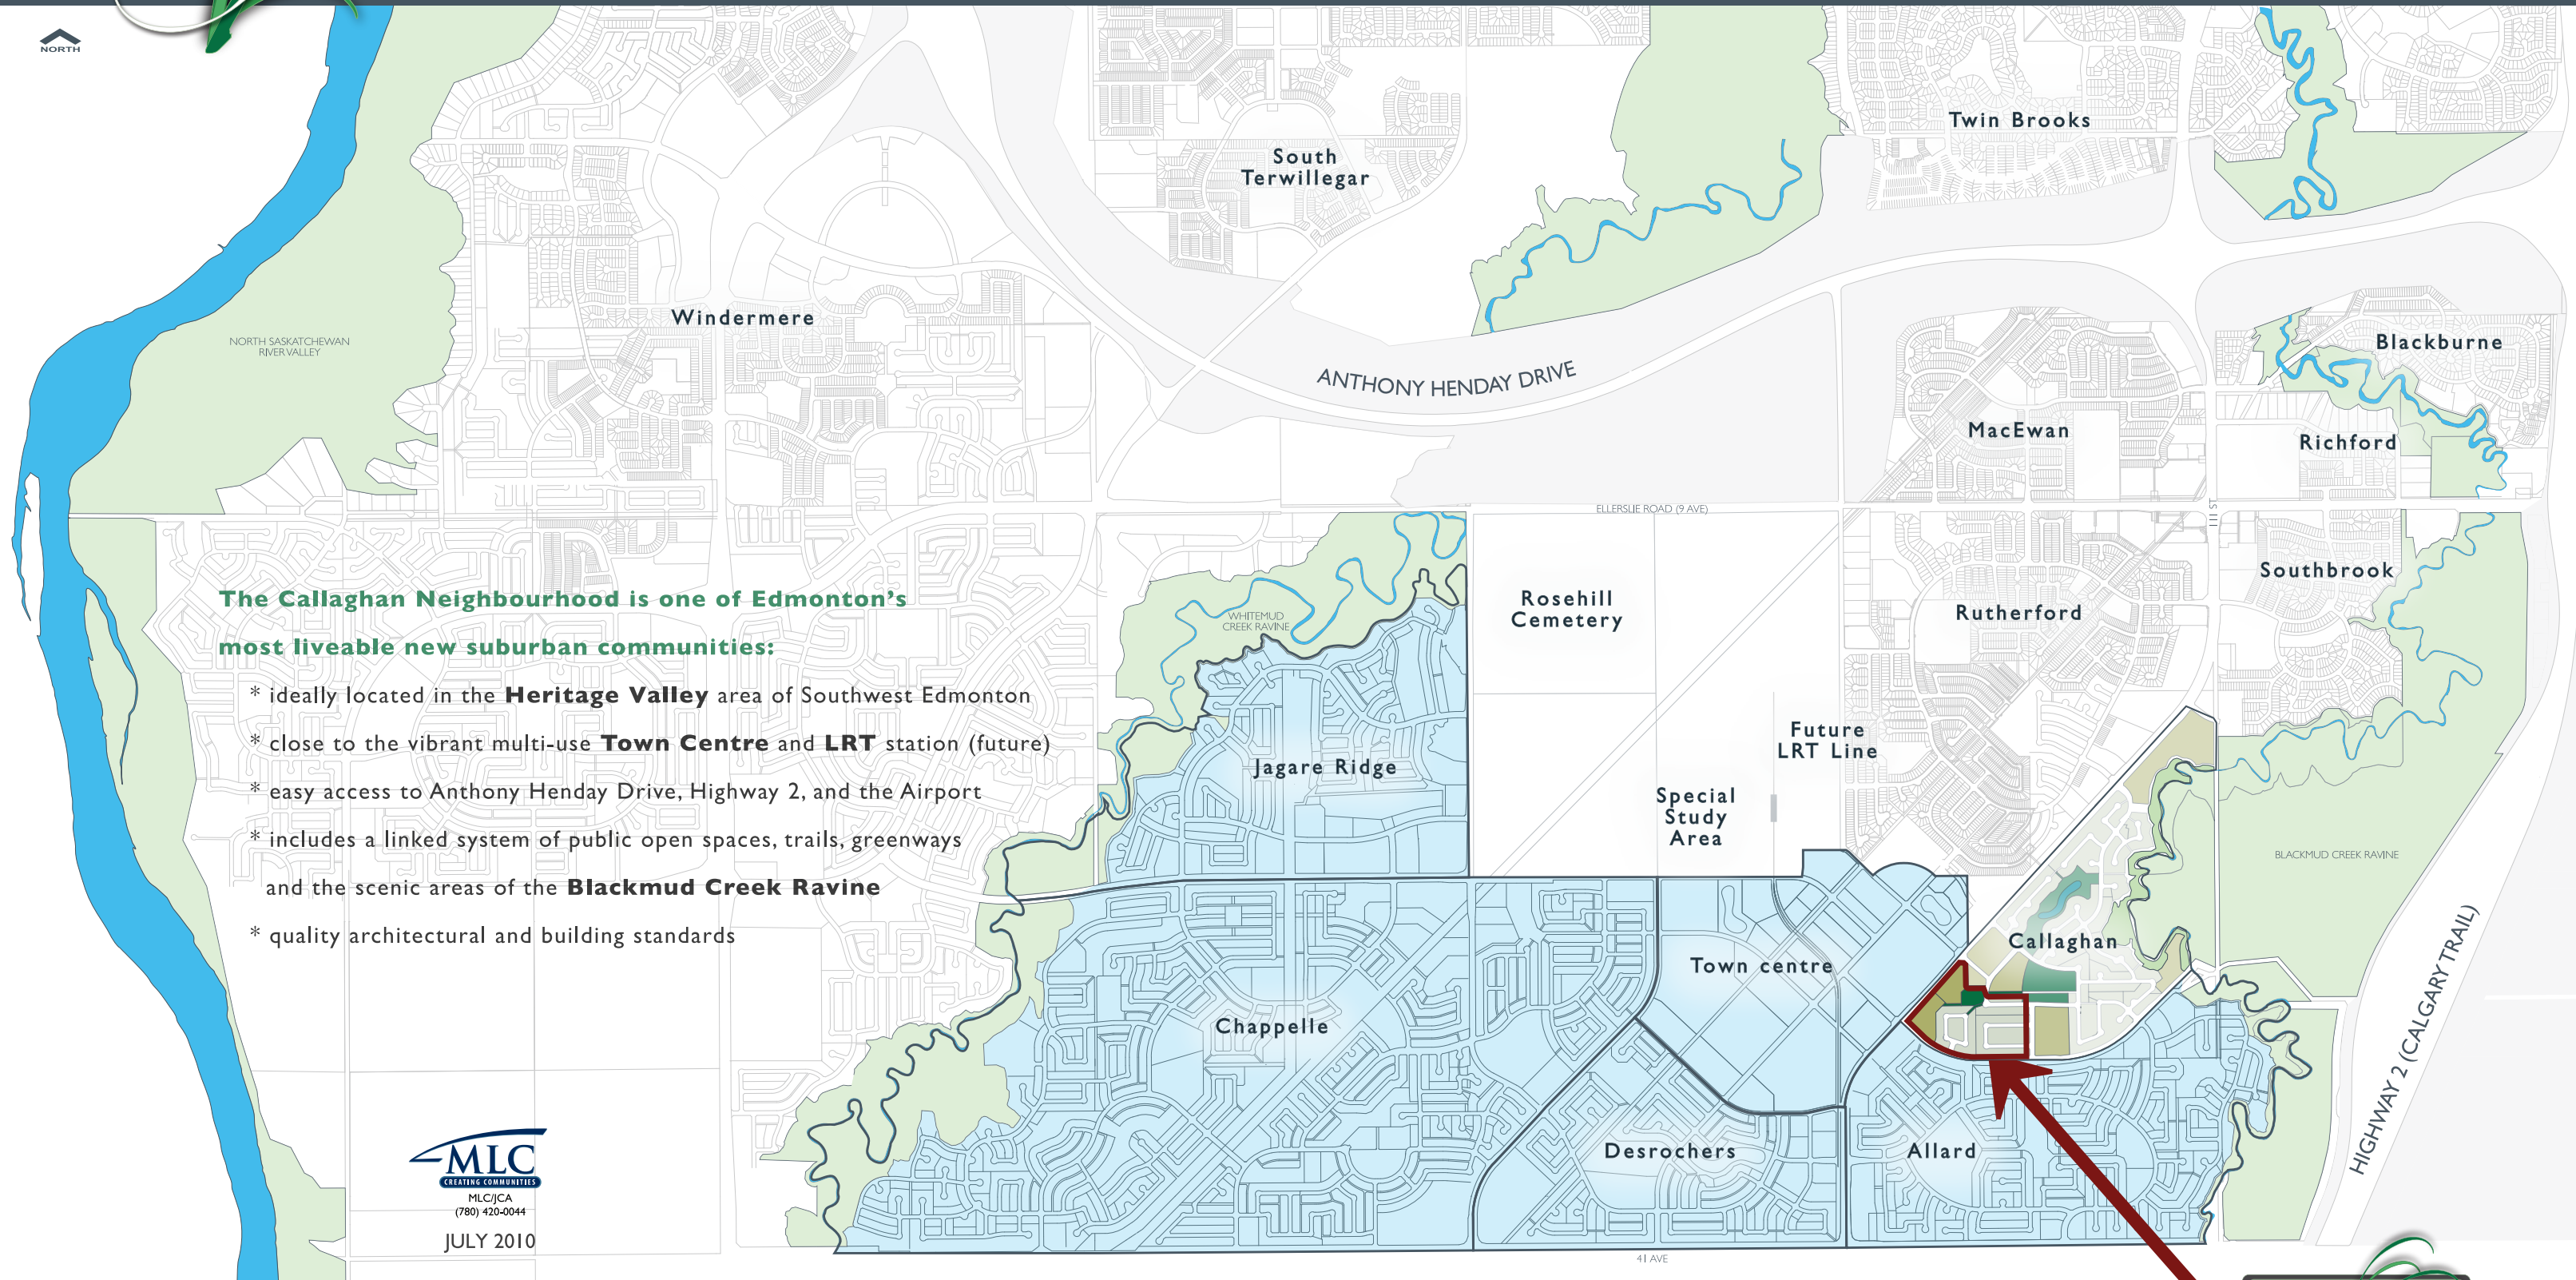 NORTH
Twin Brooks
South
Terwillegar
Windermere
NORTH SASKATCHEWAN
RIVER VALLEY
Blackburne
ANTHONY HENDAY DRIVE
MacEwan
Richford
ELLERSLIE ROAD (9 AVE)
111 ST
Southbrook
Rosehill
Cemetery
Rutherford
WHITEMUD
CREEK RAVINE
The Callaghan Neighbourhood is one of Edmonton's
most liveable new suburban communities:
* ideally located in the Heritage Valley area of Southwest Edmonton
* close to the vibrant multi-use Town Centre and LRT station (future)
* easy access to Anthony Henday Drive, Highway 2, and the Airport
* includes a linked system of public open spaces, trails, greenways
and the scenic areas of the Blackmud Creek Ravine
* quality architectural and building standards
Future
LRT Line
Jagare Ridge
Special
Study
Area
BLACKMUD CREEK RAVINE
Callaghan
Town centre
Chappelle
HIGHWAY 2 (CALGARY TRAIL)
Desrochers
Allard
MLC
CREATING COMMUNITIES
MLC/JCA
(780) 420-0044
JULY 2010
41 AVE